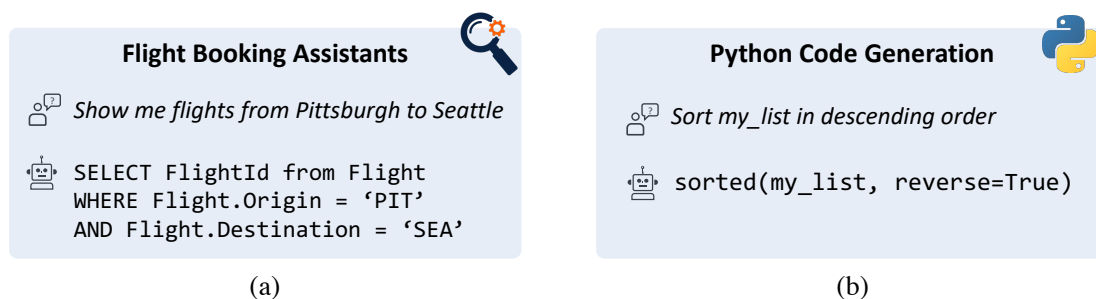 Flight Booking Assistants
Show me flights from Pittsburgh to Seattle
SELECT FlightId from Flight
WHERE Flight.Origin = ‘PIT’
AND Flight.Destination = ‘SEA’
(a)
Python Code Generation
Sort my_list in descending order
sorted(my_list, reverse=True)
(b)